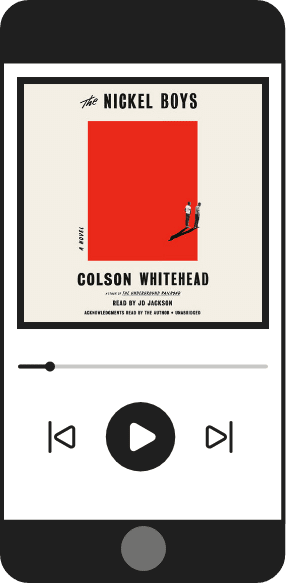 The NICKEL BOYS
A NOVEL
COLSON WHITEHEAD
AUTHOR OF THE UNDERGROUND RAILROAD
READ BY JD JACKSON
ACKNOWLEDGMENTS READ BY THE AUTHOR • UNABRIDGED